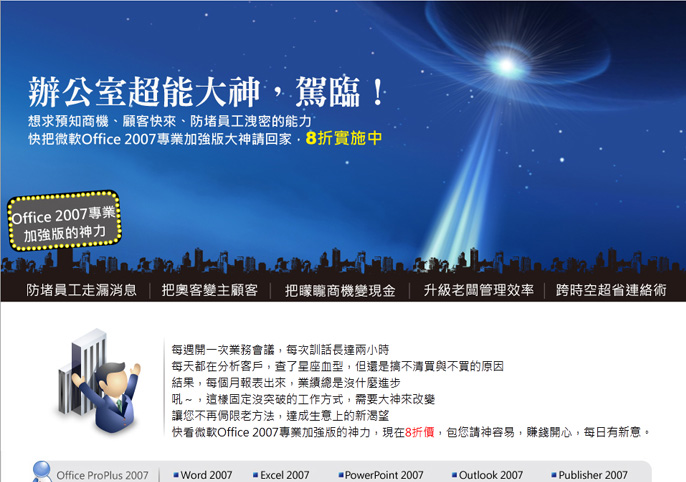 辦公室超能大神，駕臨！
想求預知商機、顧客快來、防堵員工洩密的能力
快把微軟Office 2007專業加強版大神請回家，8折實施中
Office 2007專業
加強版的神力
防堵員工走漏消息 | 把奧客變主顧客 | 把矇矓商機變現金 | 升級老闆管理效率 | 跨時空超省連絡術
每週開一次業務會議，每次訓話長達兩小時
每天都在分析客戶，查了星座血型，但還是搞不清買與不買的原因
結果，每個月報表出來，業績總是沒什麼進步
吼～，這樣固定沒突破的工作方式，需要大神來改變
讓您不再侷限老方法，達成生意上的新渴望
快看微軟Office 2007專業加強版的神力，現在8折價，包您請神容易，賺錢開心，每日有新意。
Office ProPlus 2007 Word 2007 Excel 2007 PowerPoint 2007 Outlook 2007 Publisher 2007